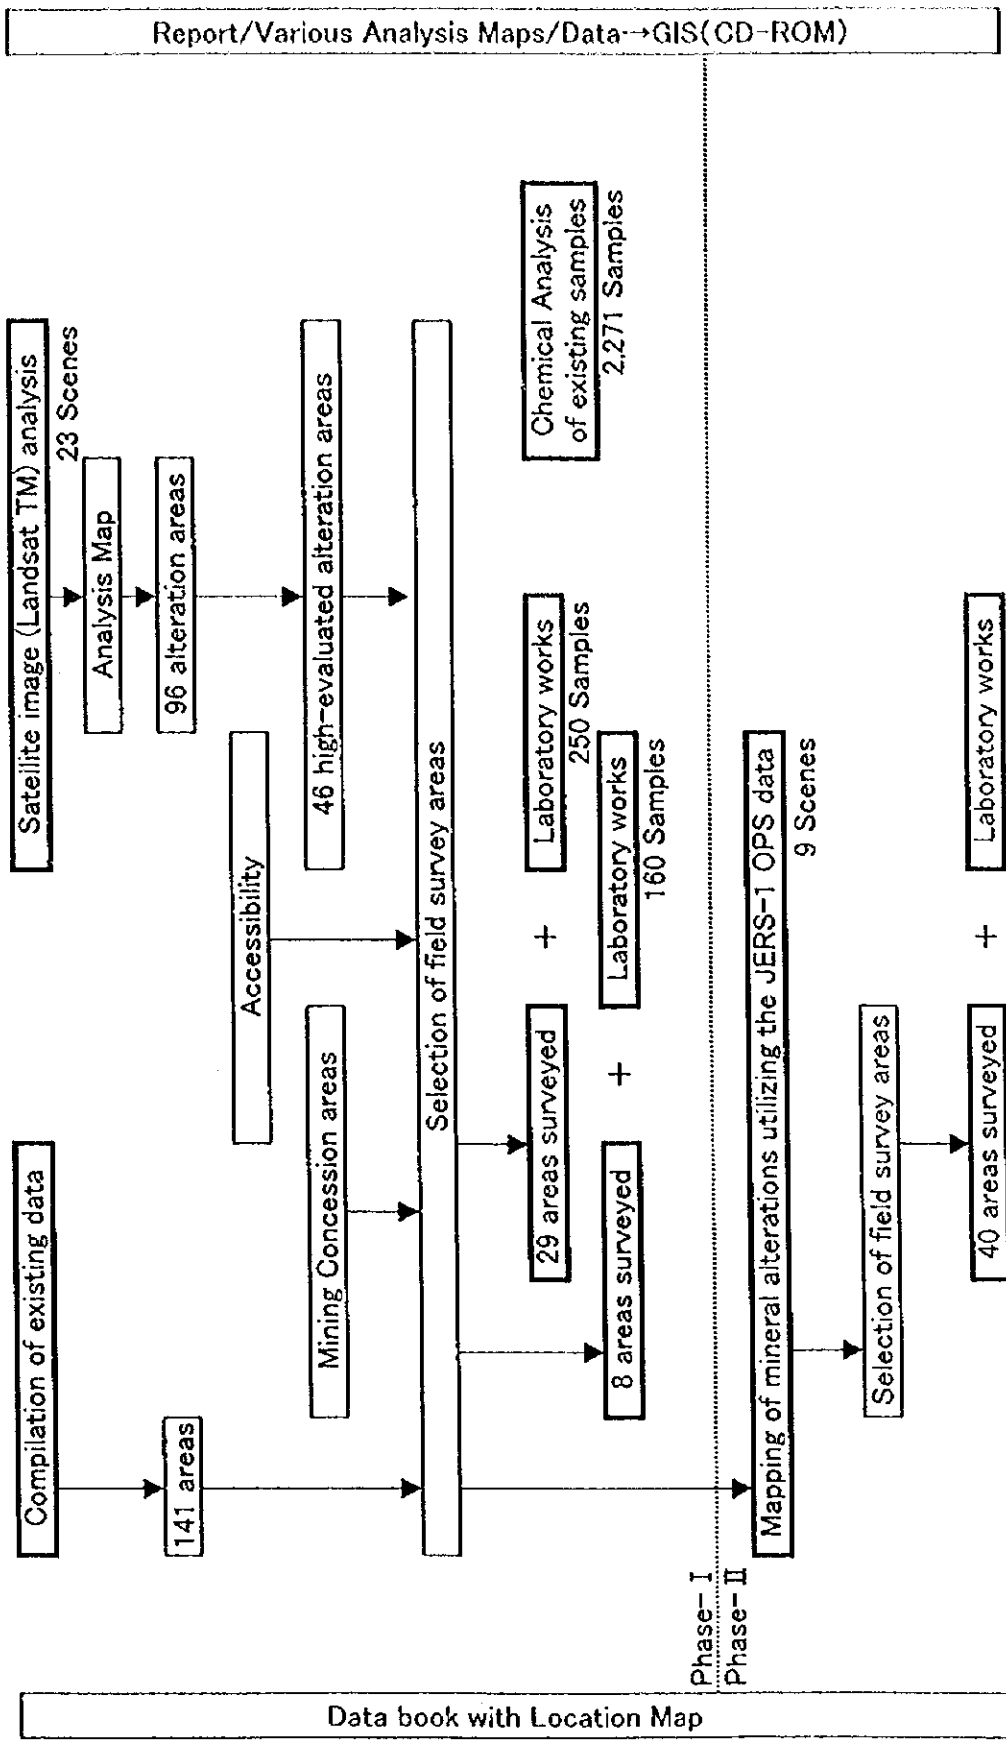 Report/Various Analysis Maps/Data→GIS(CD-ROM)
Satellite image (Landsat TM) analysis
23 Scenes
Analysis Map
96 alteration areas
46 high-evaluated alteration areas
Compilation of existing data
141 areas
Accessibility
Mining Concession areas
Selection of field survey areas
29 areas surveyed
+
Laboratory works
250 Samples
8 areas surveyed
+
Laboratory works
160 Samples
Chemical Analysis
of existing samples
2,271 Samples
Phase-I
Phase-II
Mapping of mineral alterations utilizing the JERS-1 OPS data
9 Scenes
Selection of field survey areas
40 areas surveyed
+
Laboratory works
Data book with Location Map